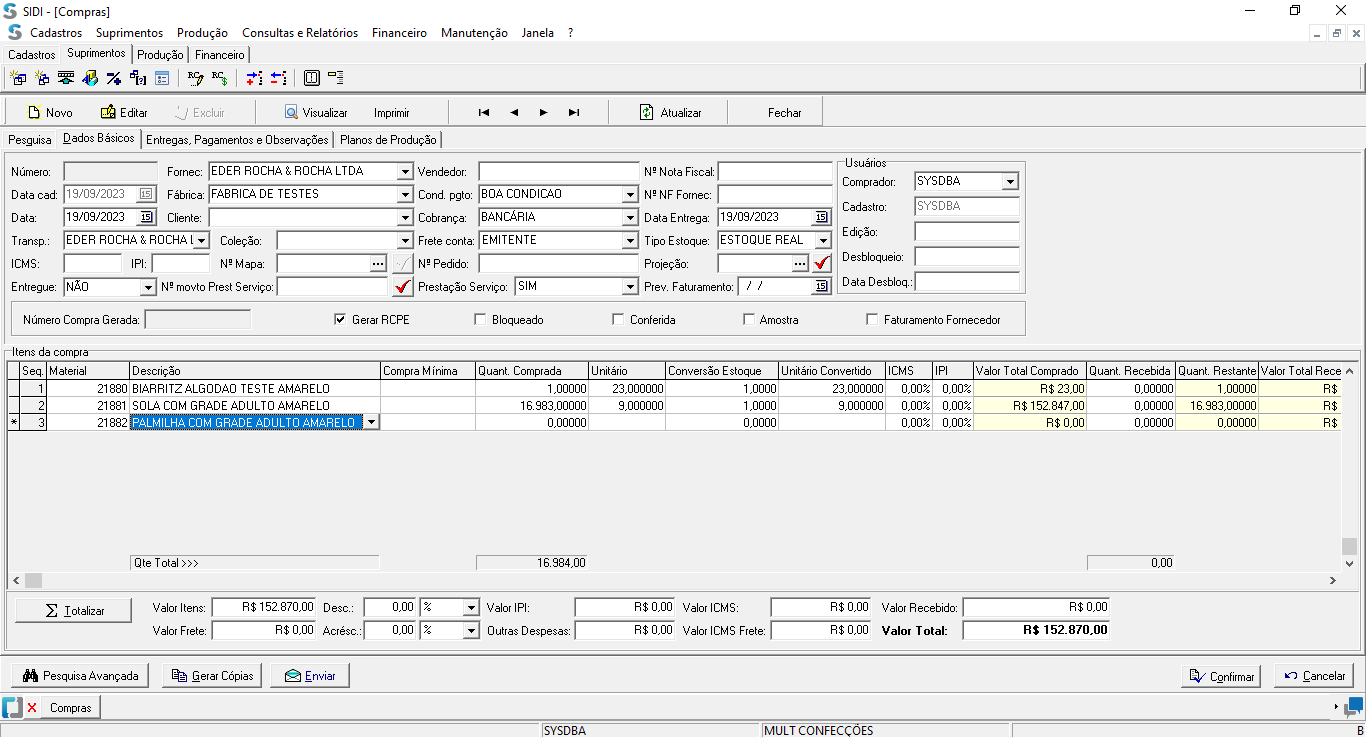 SIDI - [Compras]
Cadastros Suprimentos Produção Consultas e Relatórios Financeiro Manutenção Janela ?
Cadastros Suprimentos Produção Financeiro
Novo Editar Excluir Visualizar Imprimir Atualizar Fechar
Pesquisa Dados Básicos Entregas, Pagamentos e Observações Planos de Produção
Número: Fornec: EDER ROCHA & ROCHA LTDA Vendedor: Nº Nota Fiscal: Usuários
Comprador: SYSDBA
Data cad: 19/09/2023 Fábrica: FABRICA DE TESTES Cond. pgto: BOA CONDICAO Nº NF Fornec:
Cadastro: SYSDBA
Data: 19/09/2023 Cliente: Cobrança: BANCÁRIA Data Entrega: 19/09/2023
Edição:
Transp.: EDER ROCHA & ROCHA L Coleção: Frete conta: EMITENTE Tipo Estoque: ESTOQUE REAL
Desbloqueio:
ICMS: IPI: Nº Mapa: Nº Pedido: Projeção:
Data Desbloq.:
Entregue: NÃO Nº movto Prest Serviço: Prestação Serviço: SIM Prev. Faturamento: / /
Número Compra Gerada: Gerar RCPE Bloqueado Conferida Amostra Faturamento Fornecedor
Itens da compra
Seq. Material Descrição Compra Mínima Quant. Comprada Unitário Conversão Estoque Unitário Convertido ICMS IPI Valor Total Comprado Quant. Recebida Quant. Restante Valor Total Rece
1 21880 BIARRITZ ALGODAO TESTE AMARELO 1,00000 23,000000 1,0000 23,000000 0,00% 0,00% R$ 23,00 0,00000 1,00000 R$
2 21881 SOLA COM GRADE ADULTO AMARELO 16.983,00000 9,000000 1,0000 9,000000 0,00% 0,00% R$ 152.847,00 0,00000 16.983,00000 R$
* 3 21882 PALMILHA COM GRADE ADULTO AMARELO 0,00000 0,0000 0,00% 0,00% R$ 0,00 0,00000 0,00000 R$
Qte Total >>> 16.984,00 0,00
Totalizar Valor Itens: R$ 152.870,00 Desc.: 0,00 % Valor IPI: R$ 0,00 Valor ICMS: R$ 0,00 Valor Recebido: R$ 0,00
Valor Frete: R$ 0,00 Acrésc.: 0,00 % Outras Despesas: R$ 0,00 Valor ICMS Frete: R$ 0,00 Valor Total: R$ 152.870,00
Pesquisa Avançada Gerar Cópias Enviar Confirmar Cancelar
Compras
SYSDBA MULT CONFECÇÕES B